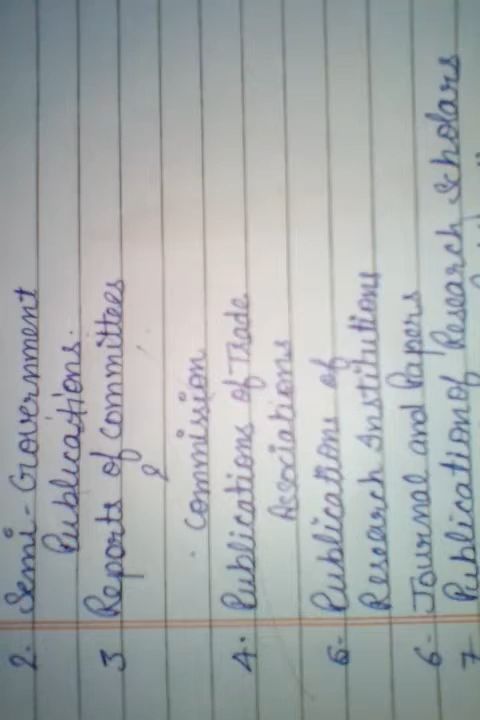 2. Semi-Government
Publications.
3 Reports of Committees
&
Commission
4. Publications of Trade
Associations
5- Publications of
Research Institutions
6- Journal and Papers
7 Publication of Research Scholars